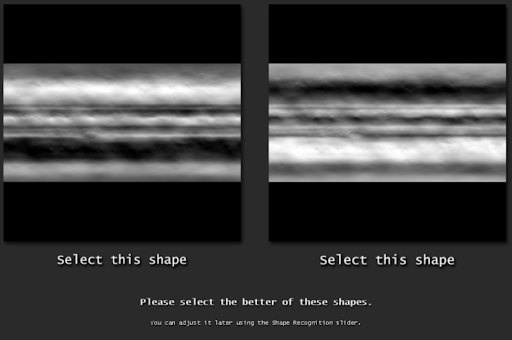 Select this shape
Select this shape
Please select the better of these shapes.
You can adjust it later using the Shape Recognition slider.